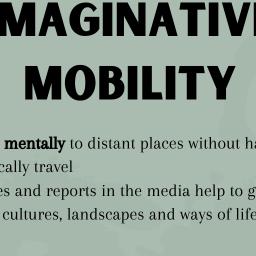 MAGINATIV
MOBILITY
mentally to distant places without ha
cally travel
es and reports in the media help to g
cultures, landscapes and ways of life